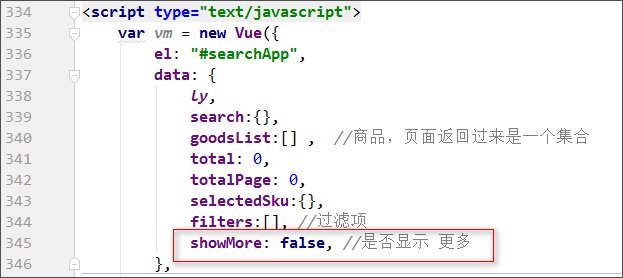 334 <script type="text/javascript">
335 var vm = new Vue({
336 el: "#searchApp",
337 data: {
338 ly,
339 search:{},
340 goodsList:[] , //商品，页面返回过来是一个集合
341 total: 0,
342 totalPage: 0,
343 selectedSku:{},
344 filters:[], //过滤项
345 showMore: false, //是否显示 更多
346 },